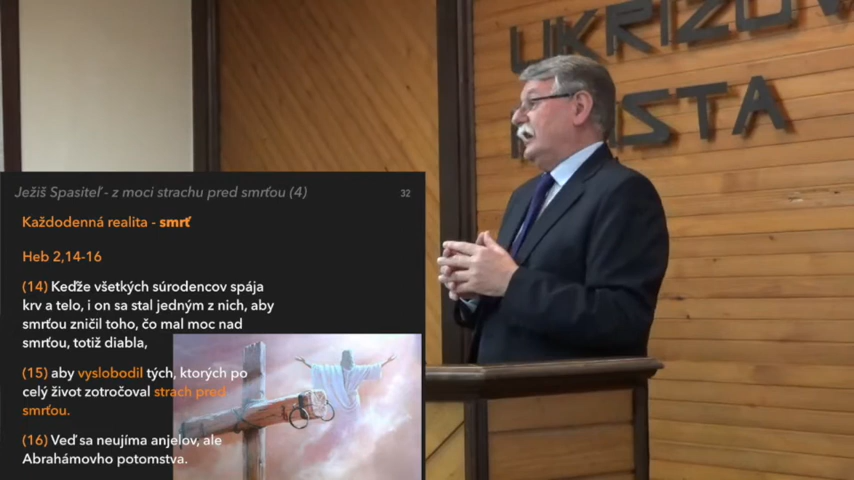 UKRIŽOV
ISTA
Ježiš Spasiteľ - z moci strachu pred smrťou (4)
32
Každodenná realita - smrť
Heb 2,14-16
(14) Keďže všetkých súrodencov spája
krv a telo, i on sa stal jedným z nich, aby
smrťou zničil toho, čo mal moc nad
smrťou, totiž diabla,
(15) aby vyslobodil tých, ktorých po
celý život zotročoval strach pred
smrťou.
(16) Veď sa neujíma anjelov, ale
Abrahámovho potomstva.